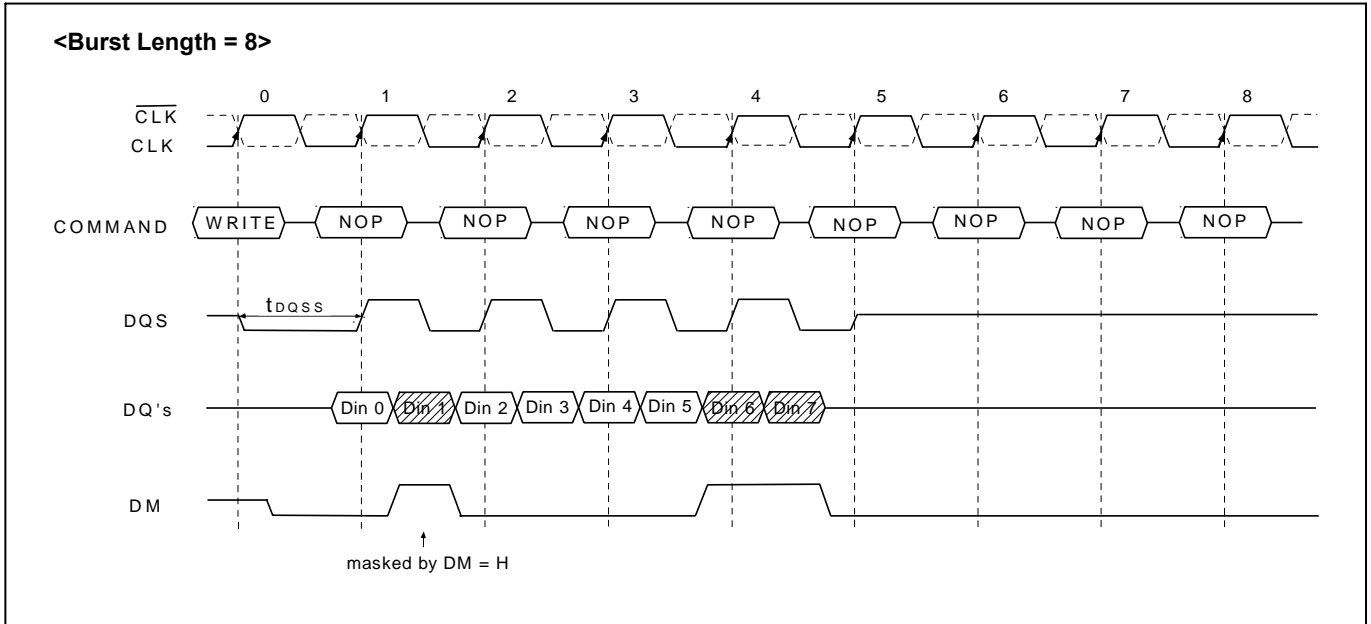 <Burst Length = 8>
0 1 2 3 4 5 6 7 8
CLK
CLK
COMMAND WRITE NOP NOP NOP NOP NOP NOP NOP NOP
tDQSS
DQS
DQ's Din 0 Din 1 Din 2 Din 3 Din 4 Din 5 Din 6 Din 7
DM
masked by DM = H